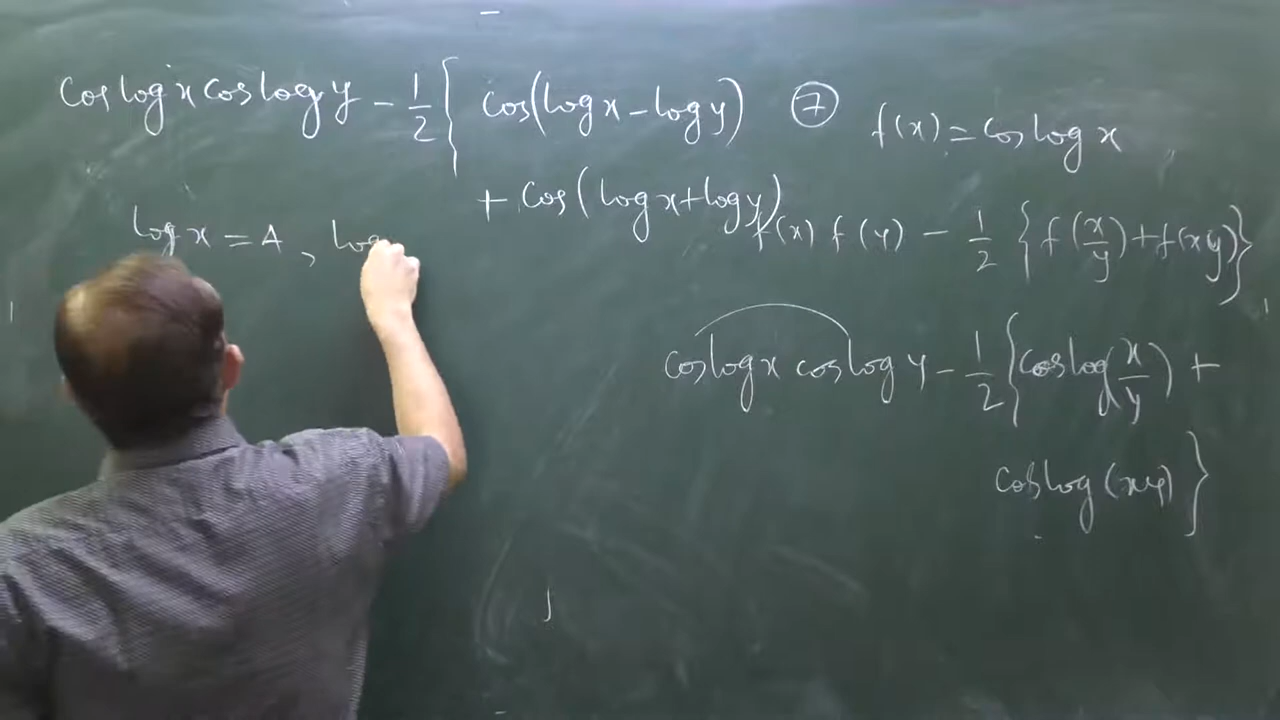 cos log x cos log y - 1/2 { cos(log x - log y)
+ cos(log x + log y)
log x = A , log
⑦ f(x) = cos log x
f(x) f(y) - 1/2 { f(x/y) + f(xy) }
cos log x cos log y - 1/2 { cos log(x/y) +
cos log (xy) }